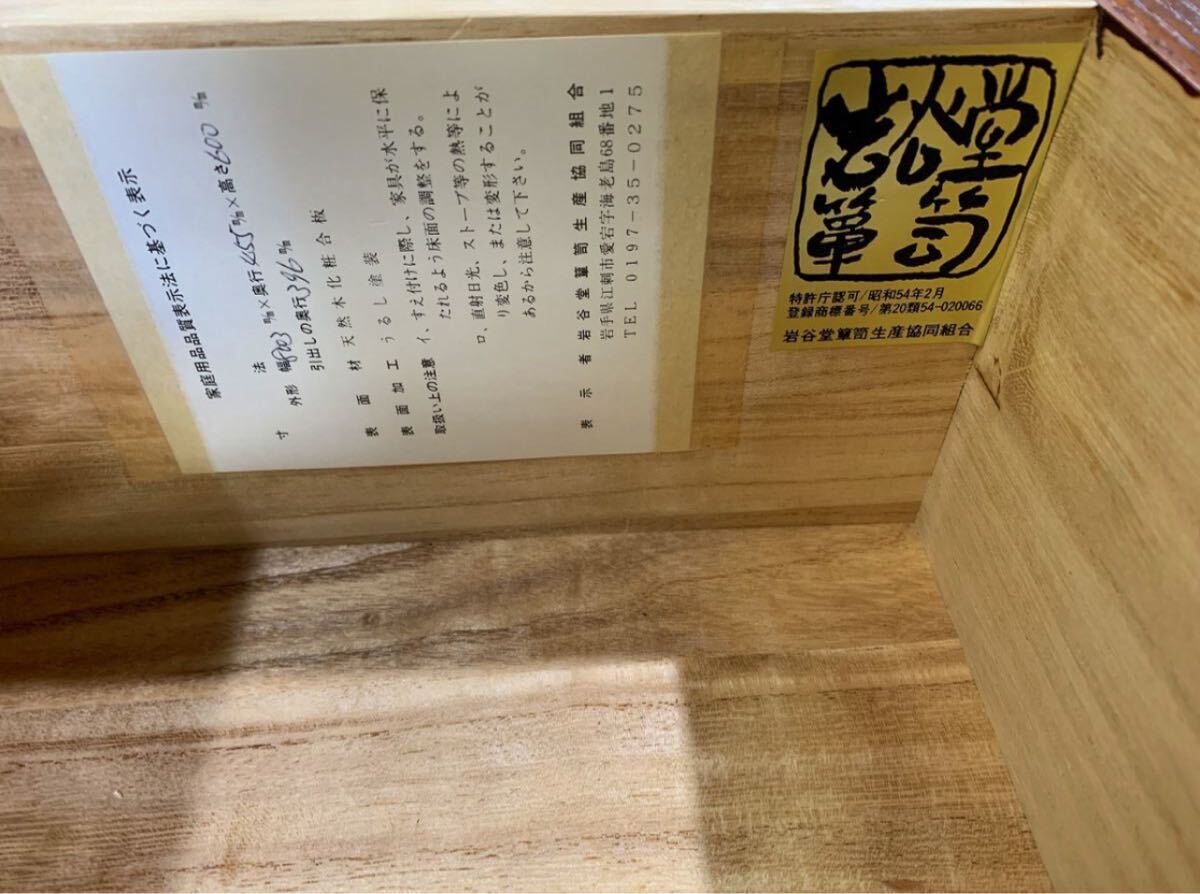 家庭用品品質表示法に基づく表示
寸法
外形 幅803㎜×奥行455㎜×高さ600㎜
引出しの奥行396㎜
表面材 天然木化粧合板
表面加工 うるし塗装
取扱い上の注意 イ、すえ付けに際し、家具が水平に保
たれるよう床面の調整をする。
ロ、直射日光、ストーブ等の熱等によ
り変色し、または変形することが
あるから注意して下さい。
表示者 岩谷堂簞笥生産協同組合
岩手県江刺市愛宕字海老島68番地1
TEL 0197-35-0275
岩谷堂
簞笥
特許庁認可/昭和54年2月
登録商標番号/第20類54-020066
岩谷堂簞笥生産協同組合